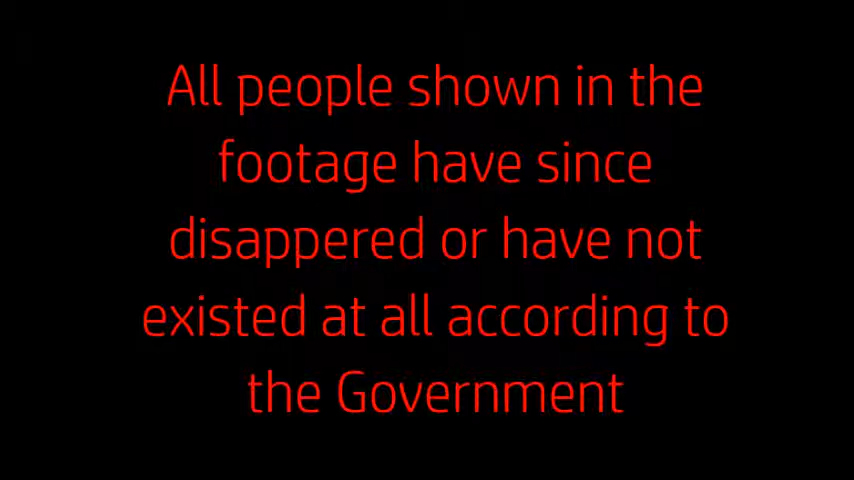 All people shown in the
footage have since
disappered or have not
existed at all according to
the Government